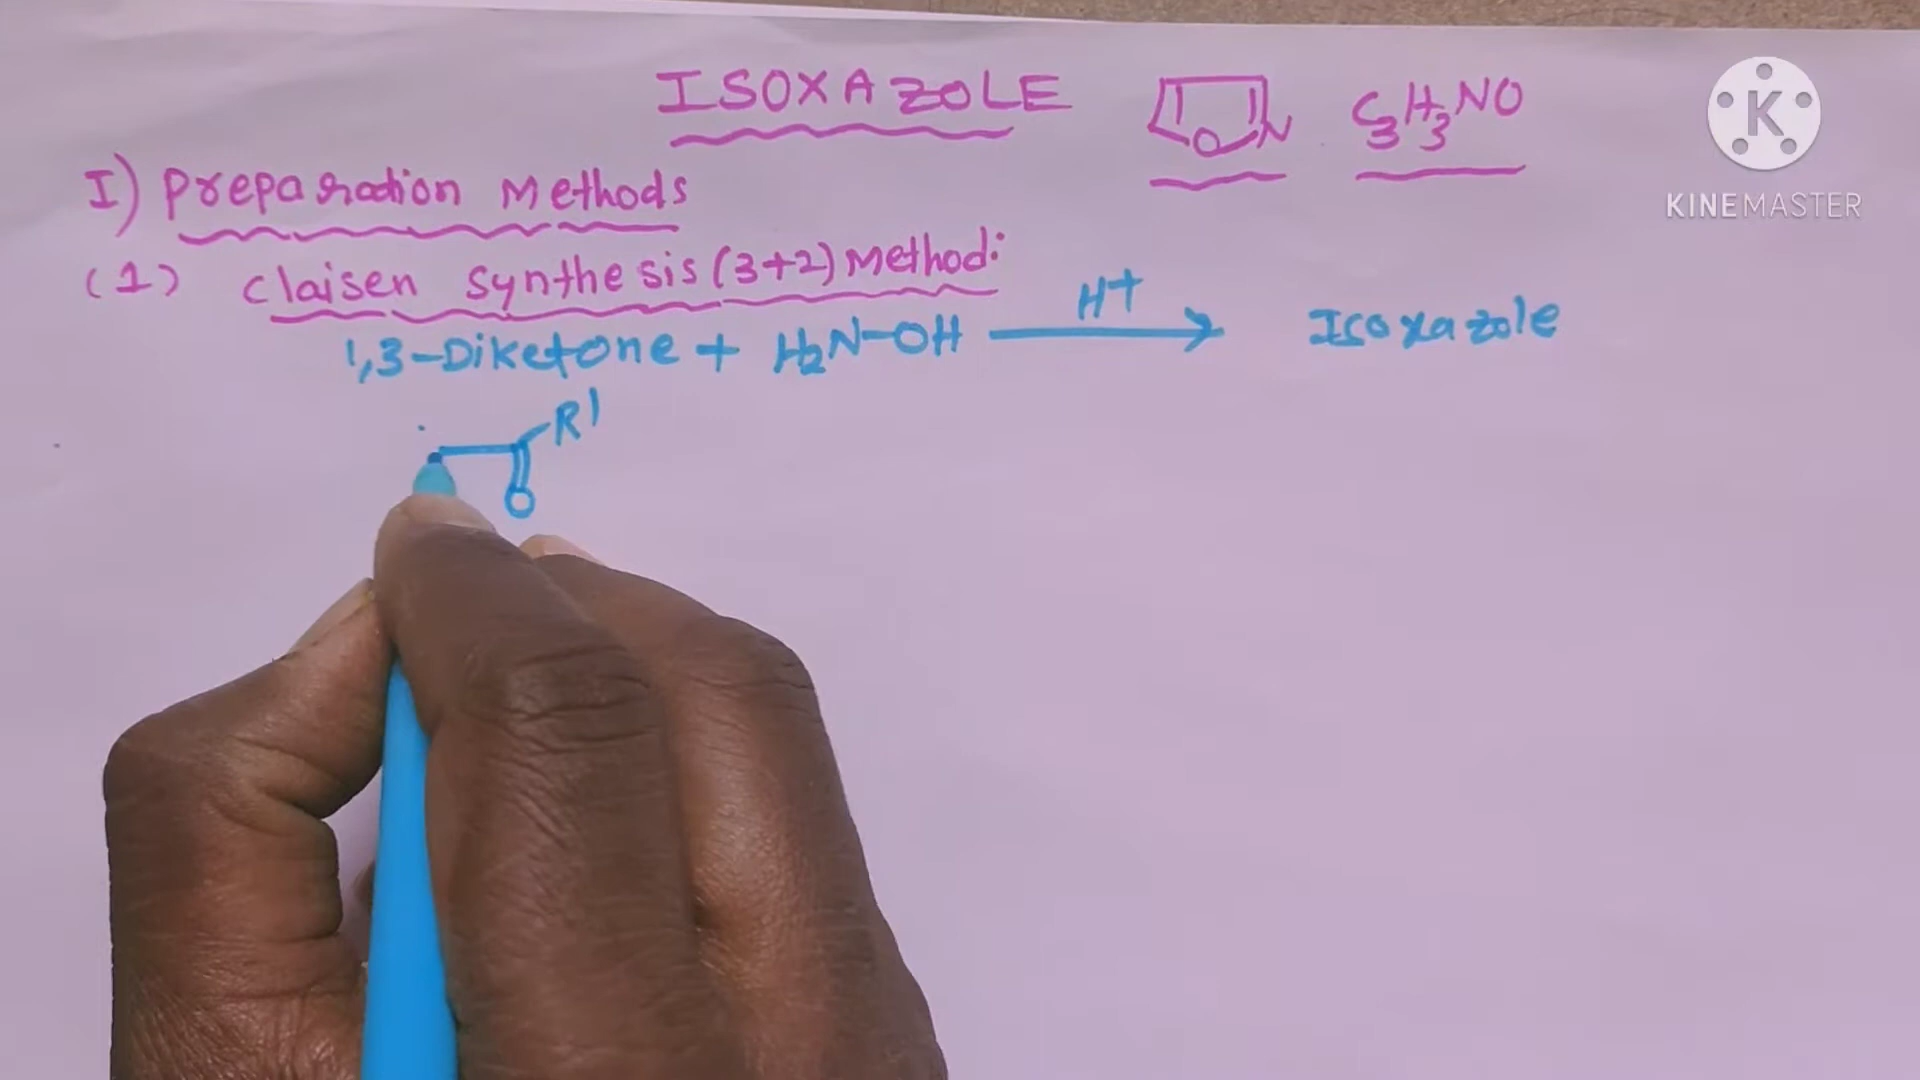 ISOXAZOLE O N C3H3NO
K
KINEMASTER
I) Preparation Methods
(1) Claisen synthesis (3+2) Method:
1,3-Diketone + H2N-OH H+ Isoxazole
R'
O